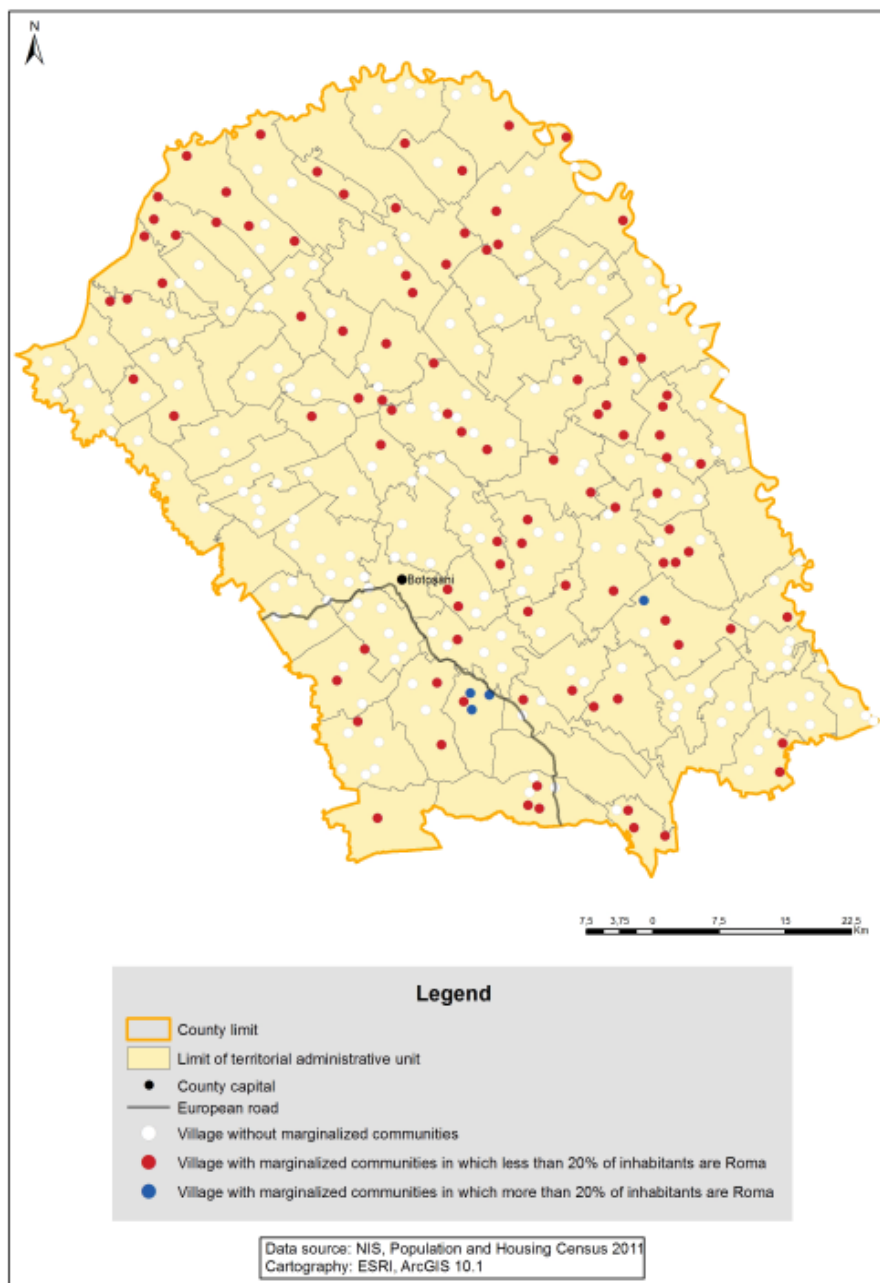 N
Botoșani
7,5 3,75 0 7,5 15 22,5
Km
Legend
County limit
Limit of territorial administrative unit
County capital
European road
Village without marginalized communities
Village with marginalized communities in which less than 20% of inhabitants are Roma
Village with marginalized communities in which more than 20% of inhabitants are Roma
Data source: NIS, Population and Housing Census 2011
Cartography: ESRI, ArcGIS 10.1